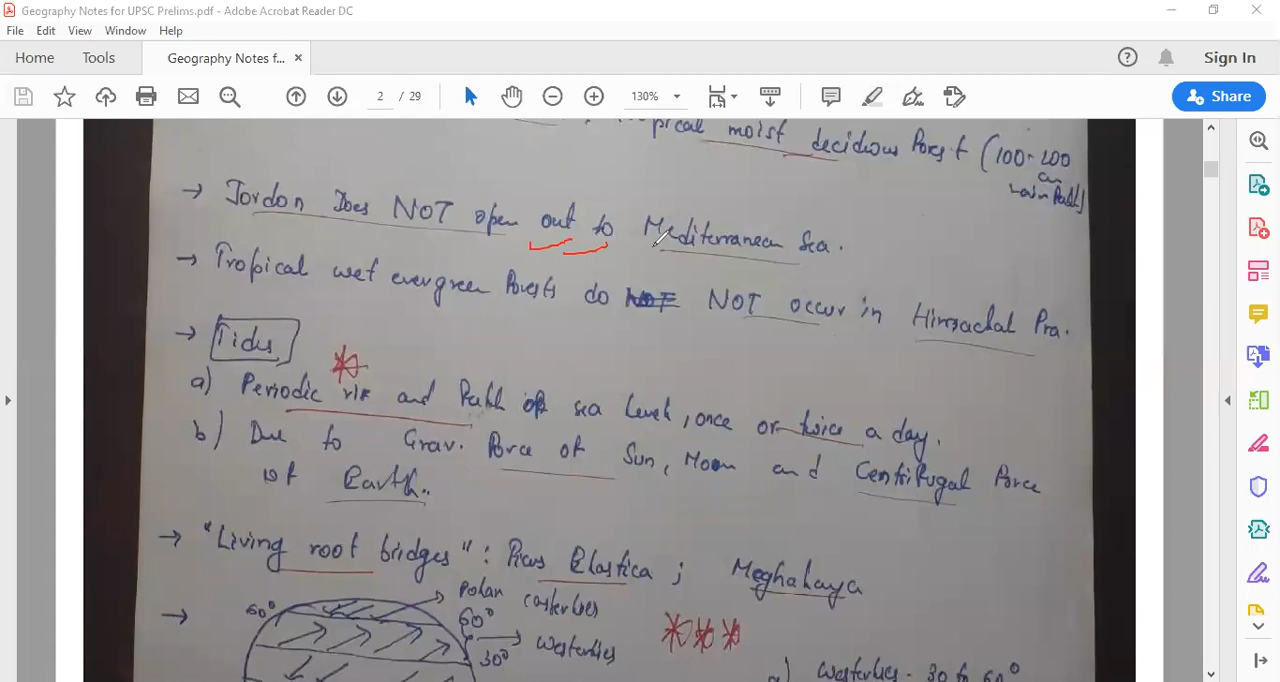 Geography Notes for UPSC Prelims.pdf - Adobe Acrobat Reader DC
File Edit View Window Help
Home Tools Geography Notes f... × Sign In
2 / 29 130% Share
Tropical moist decidious Forest (100-200
cm
rainfall)
→ Jordon Does NOT open out to Mediterranean Sea.
→ Tropical wet evergreen Forests do NOT occur in Himachal Pra.
→ Tides
a) Periodic rise and Fall of sea level, once or twice a day.
b) Due to Grav. Force of Sun, Moon and Centrifugal Force
of Earth.
→ "Living root bridges" : Ficus Elastica ; Meghalaya
→ 60° Polar easterlies
60°
30° → westerlies
a) Westerlies - 30 to 60°